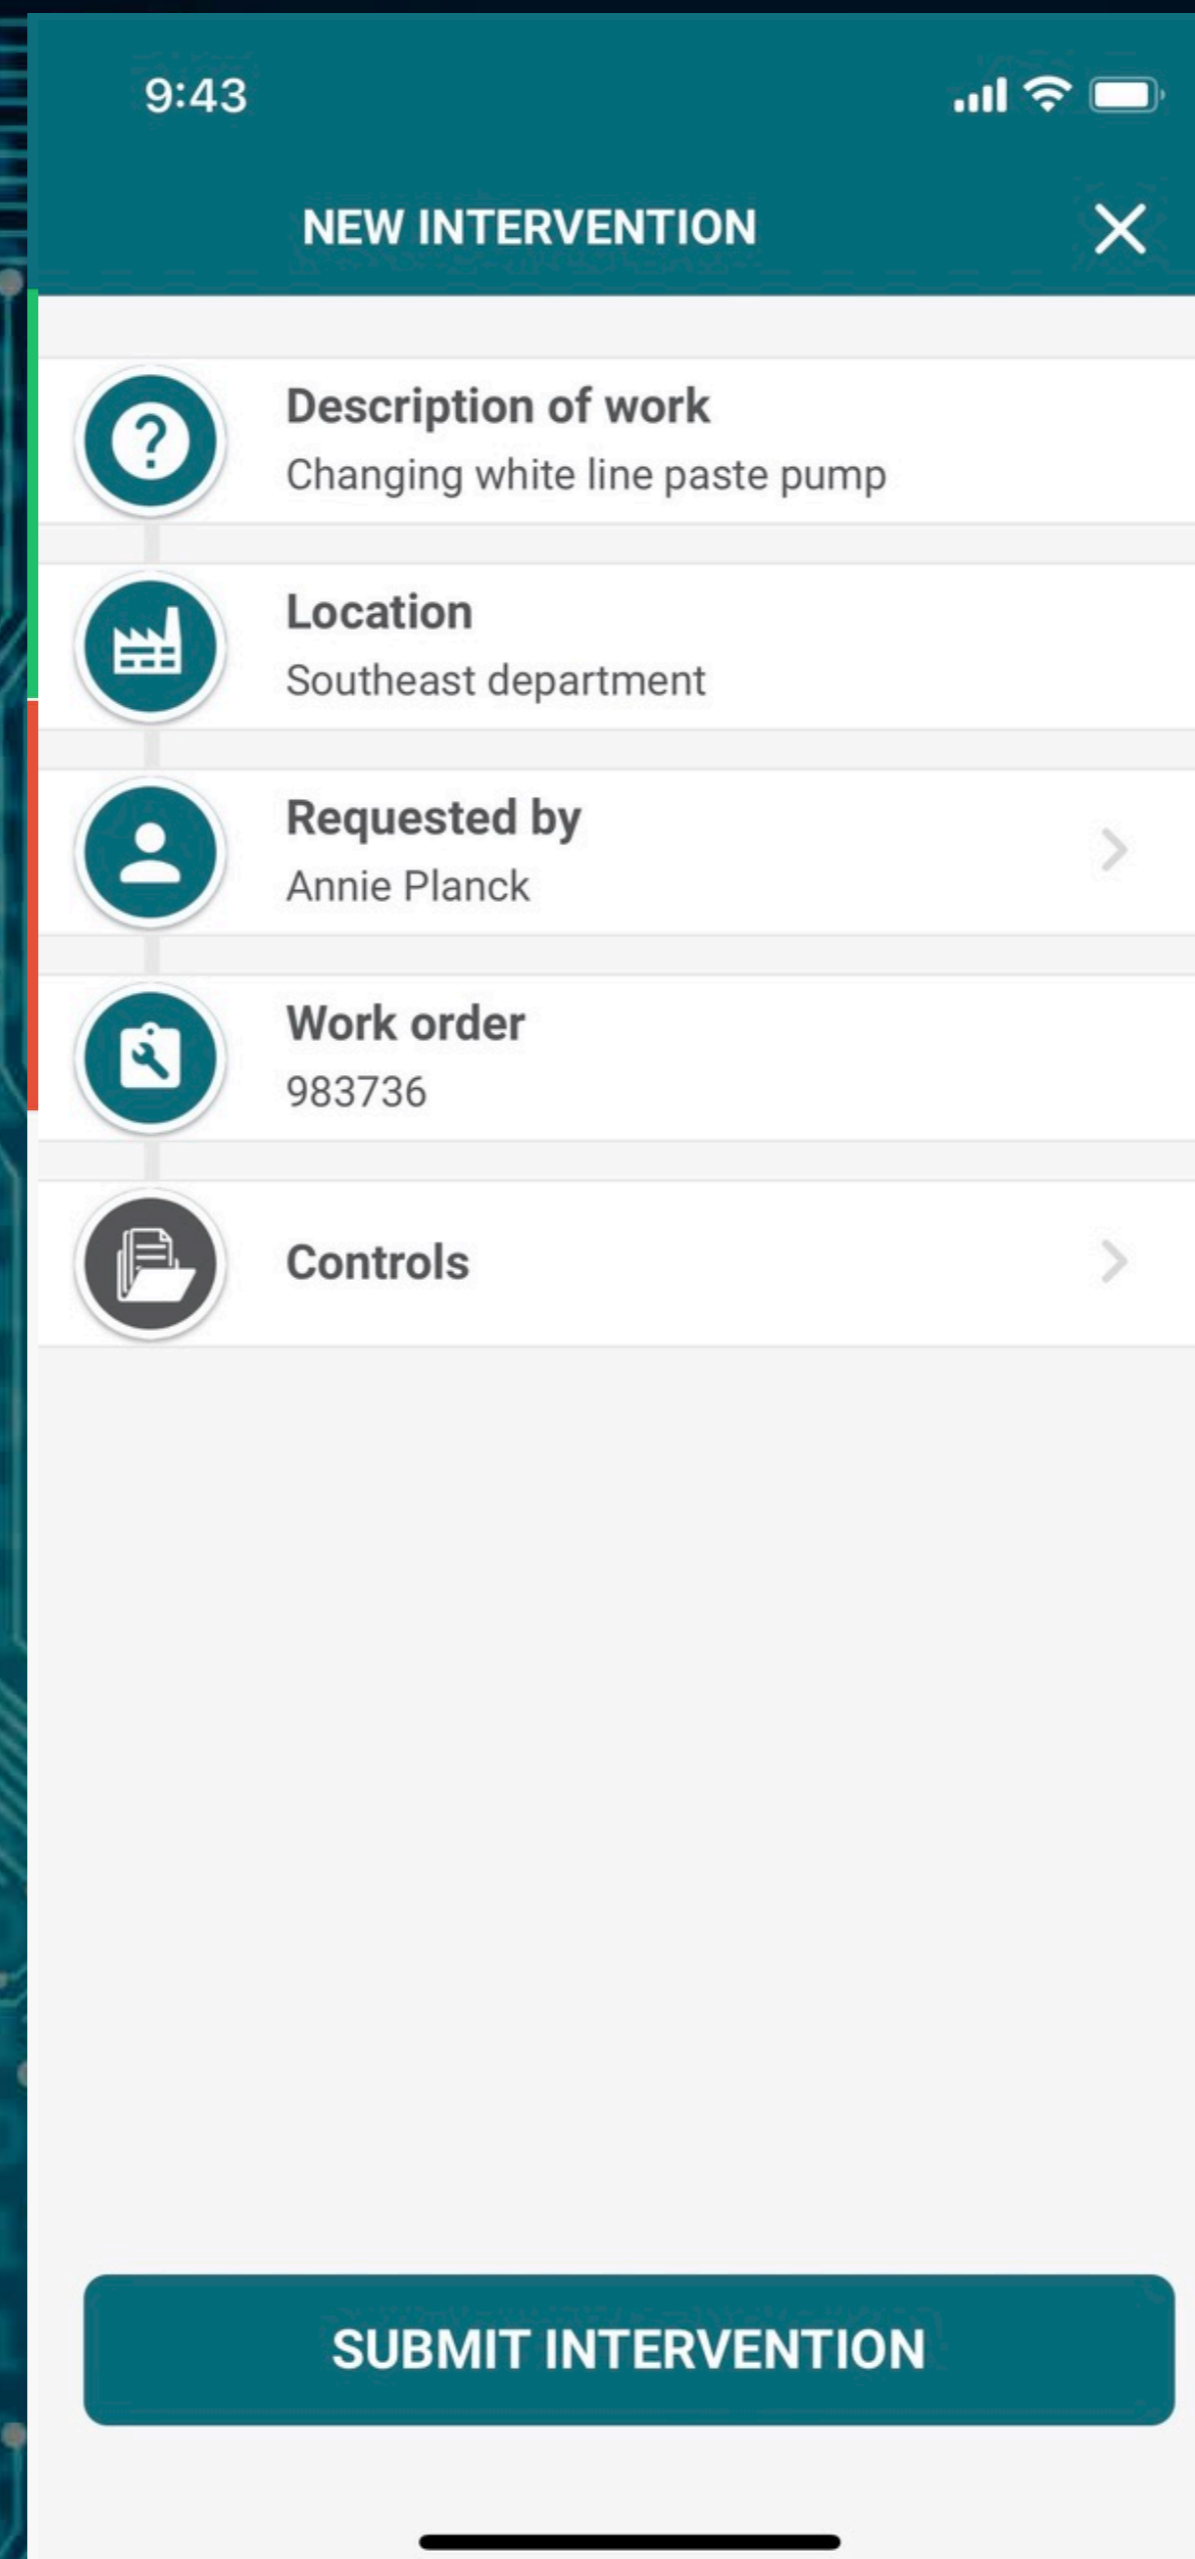 9:43
NEW INTERVENTION
Description of work
Changing white line paste pump
Location
Southeast department
Requested by
Annie Planck
Work order
983736
Controls
SUBMIT INTERVENTION